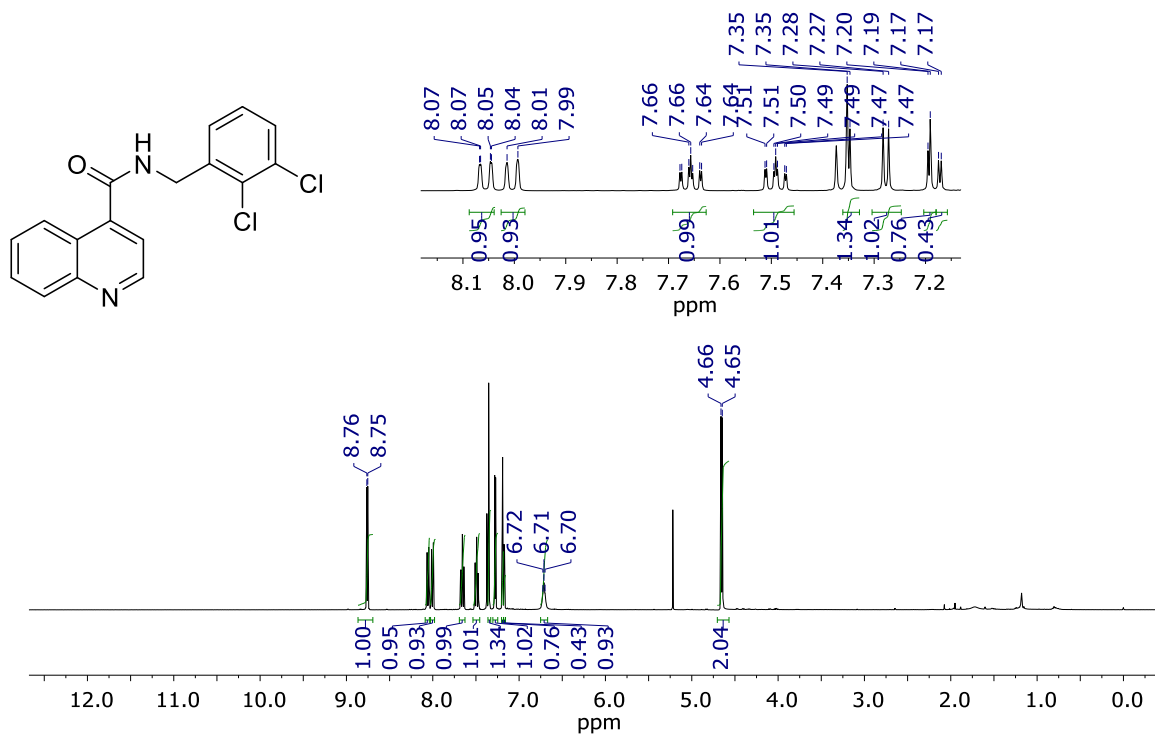 7.35 7.35 7.28 7.27 7.20 7.19 7.17 7.17
8.07 8.07 8.05 8.04 8.01 7.99
7.66 7.66 7.64 7.64
7.51 7.51 7.50 7.49 7.49 7.47 7.47
H
N
O
Cl
Cl
N
0.95 0.93 0.99 1.01 1.34 1.02 0.76 0.43
8.1 8.0 7.9 7.8 7.7 7.6 7.5 7.4 7.3 7.2
ppm
4.66 4.65
8.76 8.75
6.72 6.71 6.70
1.00 0.95 0.93 0.99 1.01 1.34 1.02 0.76 0.43 0.93 2.04
12.0 11.0 10.0 9.0 8.0 7.0 6.0 5.0 4.0 3.0 2.0 1.0 0.0
ppm